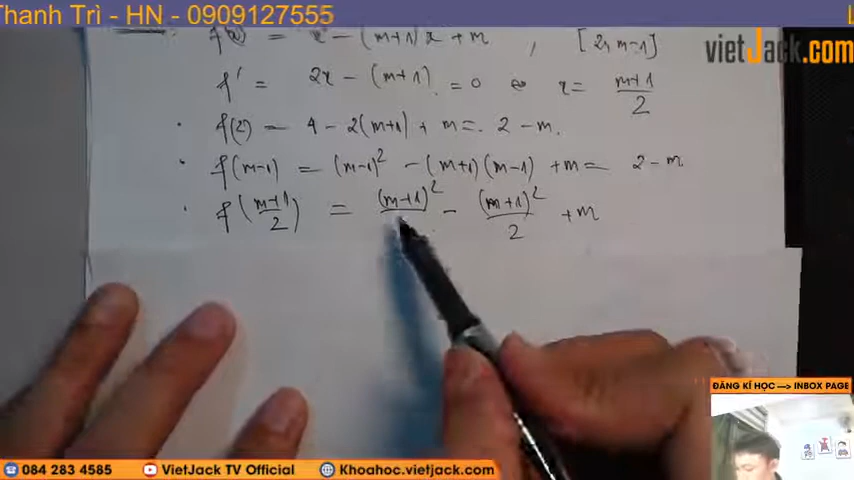 Thanh Trì - HN - 0909127555
vietJack.com
f(x) = x - (m+1)x + m , [2, m-1]
f' = 2x - (m+1) = 0 ⇔ x = (m+1)/2
f(2) = 4 - 2(m+1) + m = 2 - m.
f(m-1) = (m-1)² - (m+1)(m-1) + m = 2 - m
f((m+1)/2) = (m+1)² - (m+1)²/2 + m
ĐĂNG KÍ HỌC ---> INBOX PAGE
084 283 4585 VietJack TV Official Khoahoc.vietjack.com